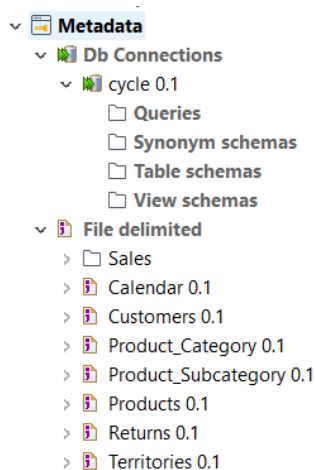 Metadata
Db Connections
cycle 0.1
Queries
Synonym schemas
Table schemas
View schemas
File delimited
Sales
Calendar 0.1
Customers 0.1
Product_Category 0.1
Product_Subcategory 0.1
Products 0.1
Returns 0.1
Territories 0.1